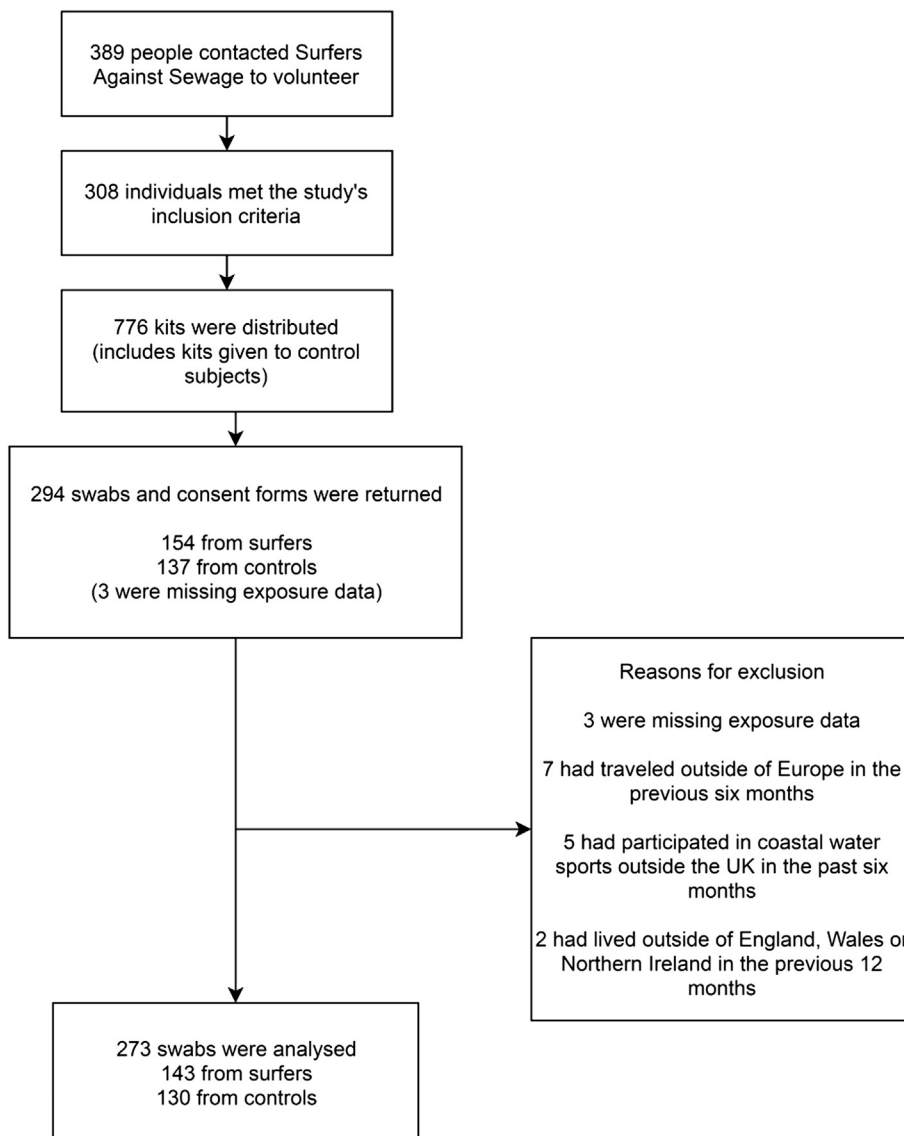 389 people contacted Surfers
Against Sewage to volunteer
308 individuals met the study's
inclusion criteria
776 kits were distributed
(includes kits given to control
subjects)
294 swabs and consent forms were returned
154 from surfers
137 from controls
(3 were missing exposure data)
Reasons for exclusion
3 were missing exposure data
7 had traveled outside of Europe in the
previous six months
5 had participated in coastal water
sports outside the UK in the past six
months
2 had lived outside of England, Wales or
Northern Ireland in the previous 12
months
273 swabs were analysed
143 from surfers
130 from controls